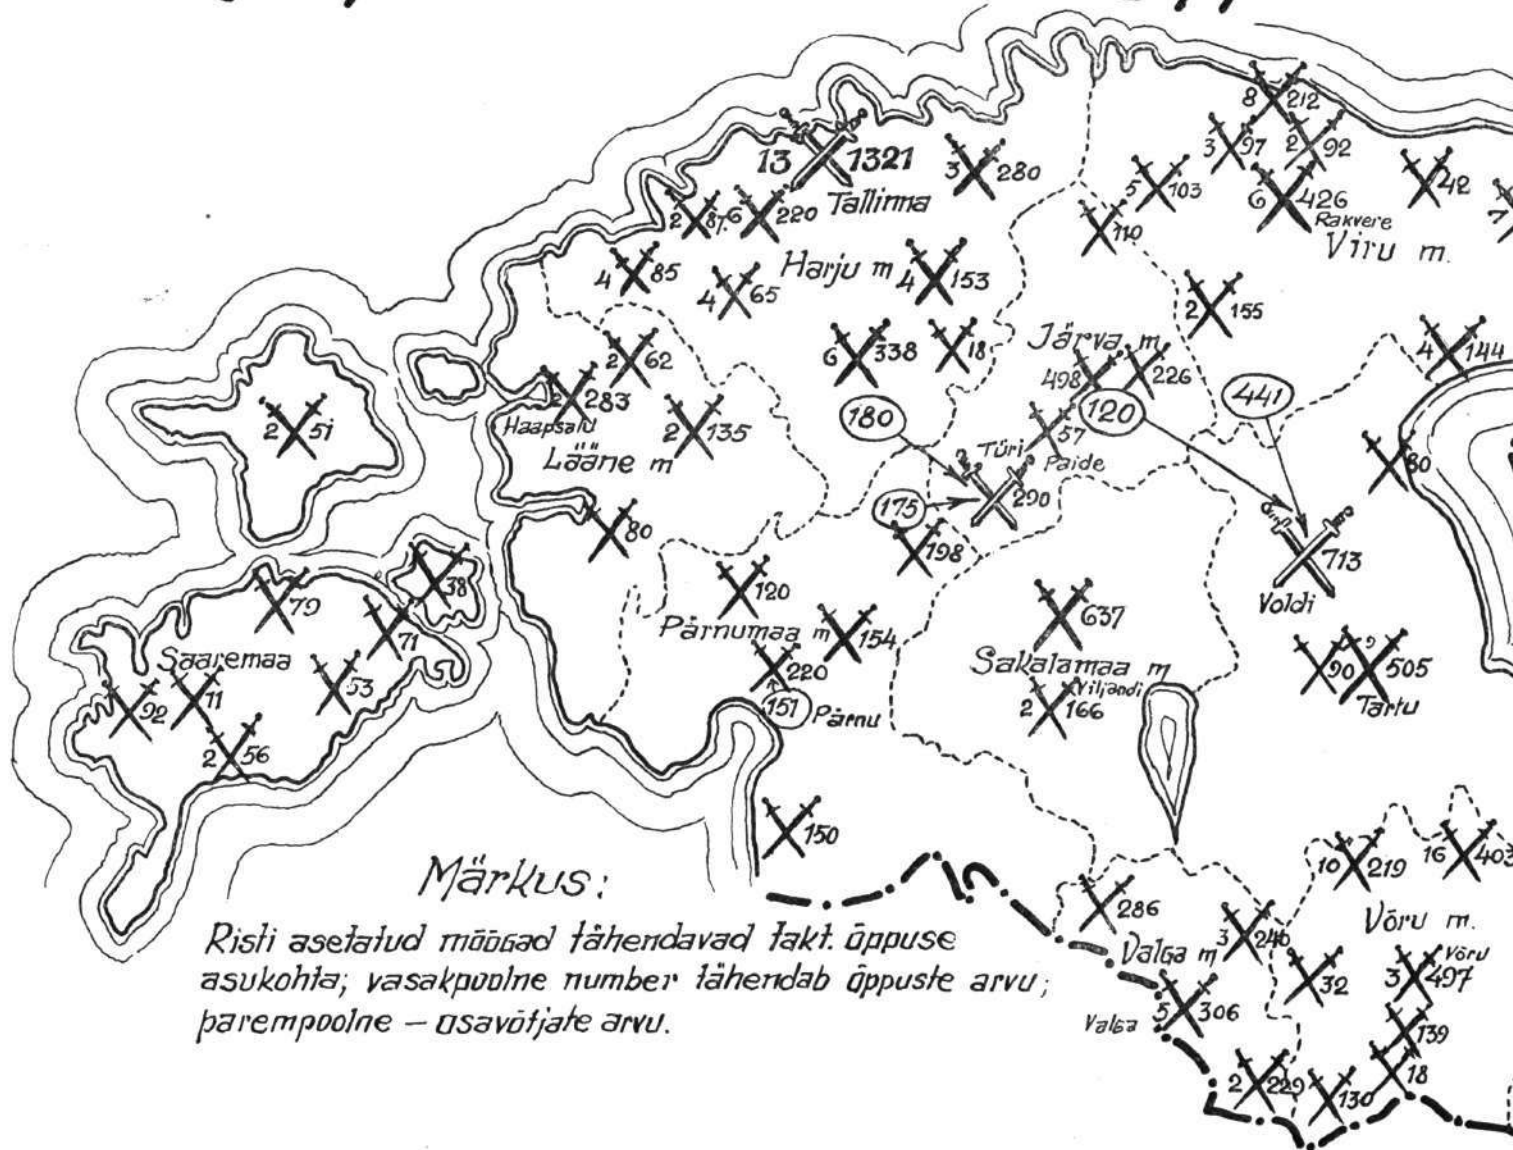 8 212
3 97
2 92
13 1321
3 280
42
5 103
6 426
Rakvere
7
2 87.
6 220
Tallinna
110
Viru m.
4 85
4 65
Harju m
4 153
2 155
2 62
6 338
18
Järva m
4 144
498
226
2 283
Haapsalu
2 51
2 135
180
57
120
441
Lääne m
Türi
Paide
80
290
175
80
198
713
Voldi
38
79
120
637
71
Pärnumaa m
154
Saaremaa
220
Sakalamaa m
90
505
Tartu
53
Viljandi
92
71
151
Pärnu
2 166
2 56
150
10 219
16 403
Märkus:
286
3 246
Võru m.
Risti asetatud mõõgad tähendavad takt. õppuse
asukohta; vasakpoolne number tähendab õppuste arvu;
parempoolne – osavõtjate arvu.
Valga m
Võru
32
3 497
5 306
Valga
139
18
2 229
130